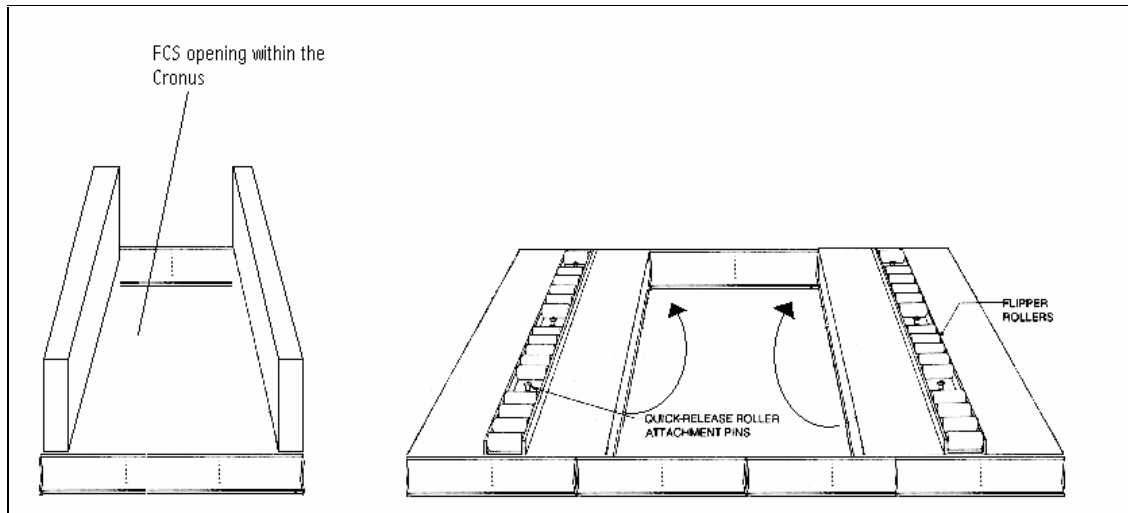 FCS opening within the
Cronus
FLIPPER
ROLLERS
QUICK-RELEASE ROLLER
ATTACHMENT PINS